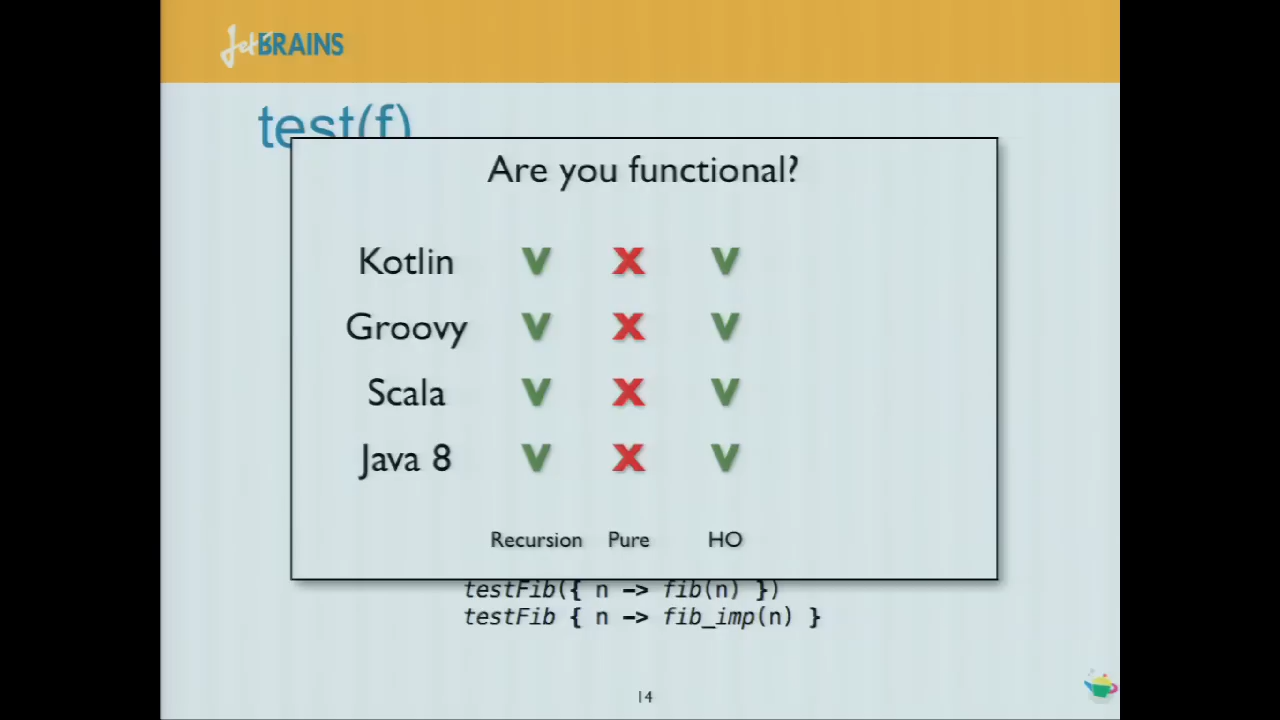 JetBRAINS
test(f)
Are you functional?
Kotlin V X V
Groovy V X V
Scala V X V
Java 8 V X V
Recursion Pure HO
testFib({ n -> fib(n) })
testFib { n -> fib_imp(n) }
14